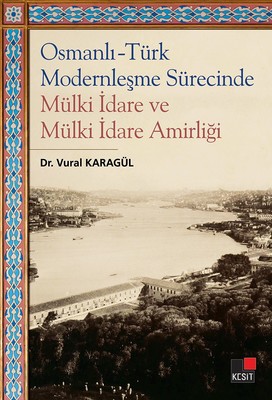 Osmanlı-Türk
Modernleşme Sürecinde
Mülki İdare ve
Mülki İdare Amirliği
Dr. Vural KARAGÜL
KESİT